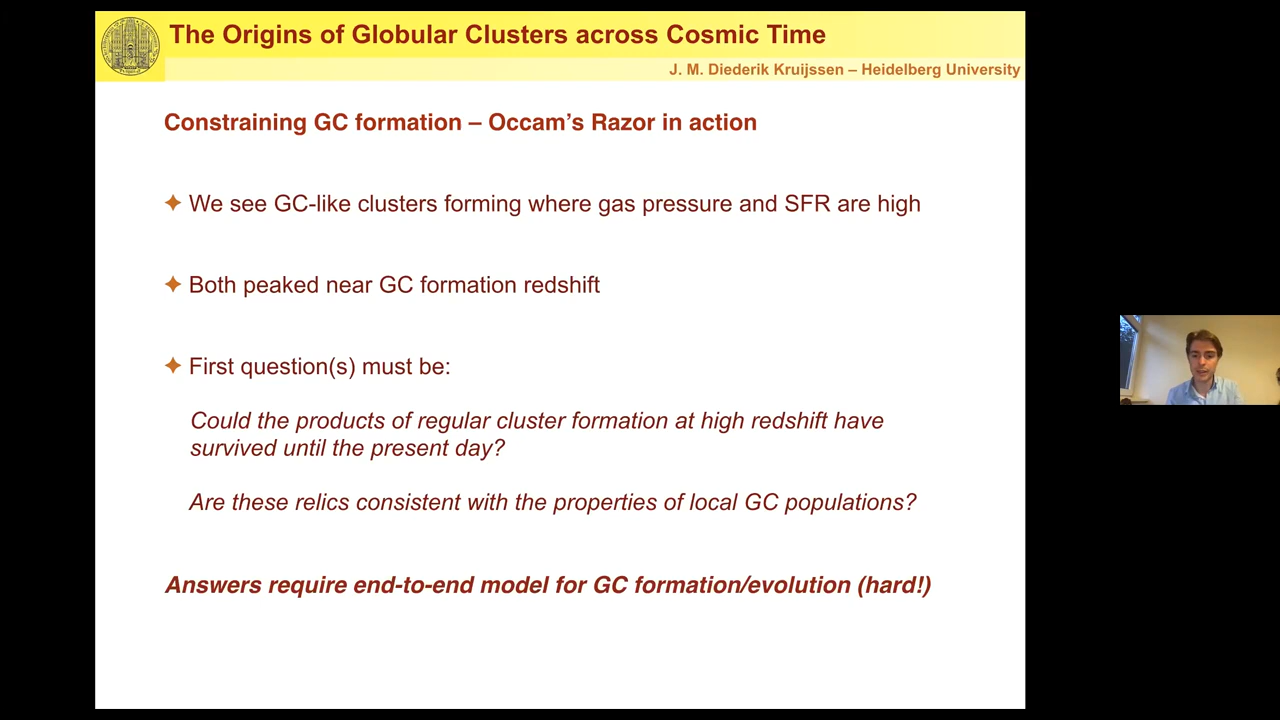 The Origins of Globular Clusters across Cosmic Time
J. M. Diederik Kruijssen – Heidelberg University
Constraining GC formation – Occam's Razor in action
✦ We see GC-like clusters forming where gas pressure and SFR are high
✦ Both peaked near GC formation redshift
✦ First question(s) must be:
Could the products of regular cluster formation at high redshift have
survived until the present day?
Are these relics consistent with the properties of local GC populations?
Answers require end-to-end model for GC formation/evolution (hard!)